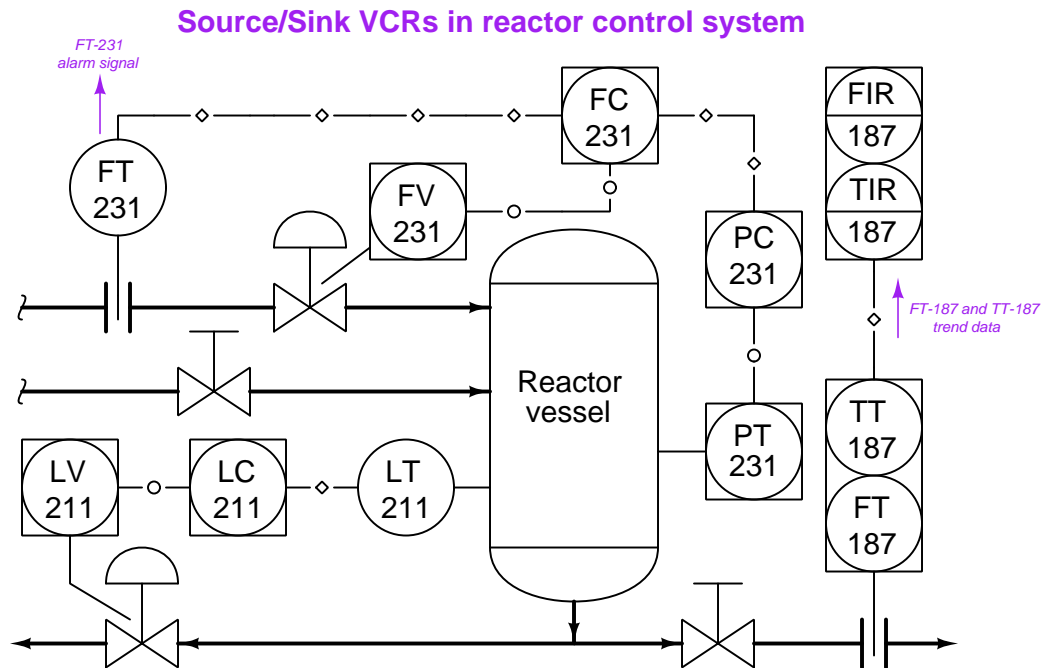 Source/Sink VCRs in reactor control system
FT-231
alarm signal
FT
231
FV
231
FC
231
PC
231
FIR
187
TIR
187
FT-187 and TT-187
trend data
Reactor
vessel
PT
231
TT
187
FT
187
LV
211
LC
211
LT
211